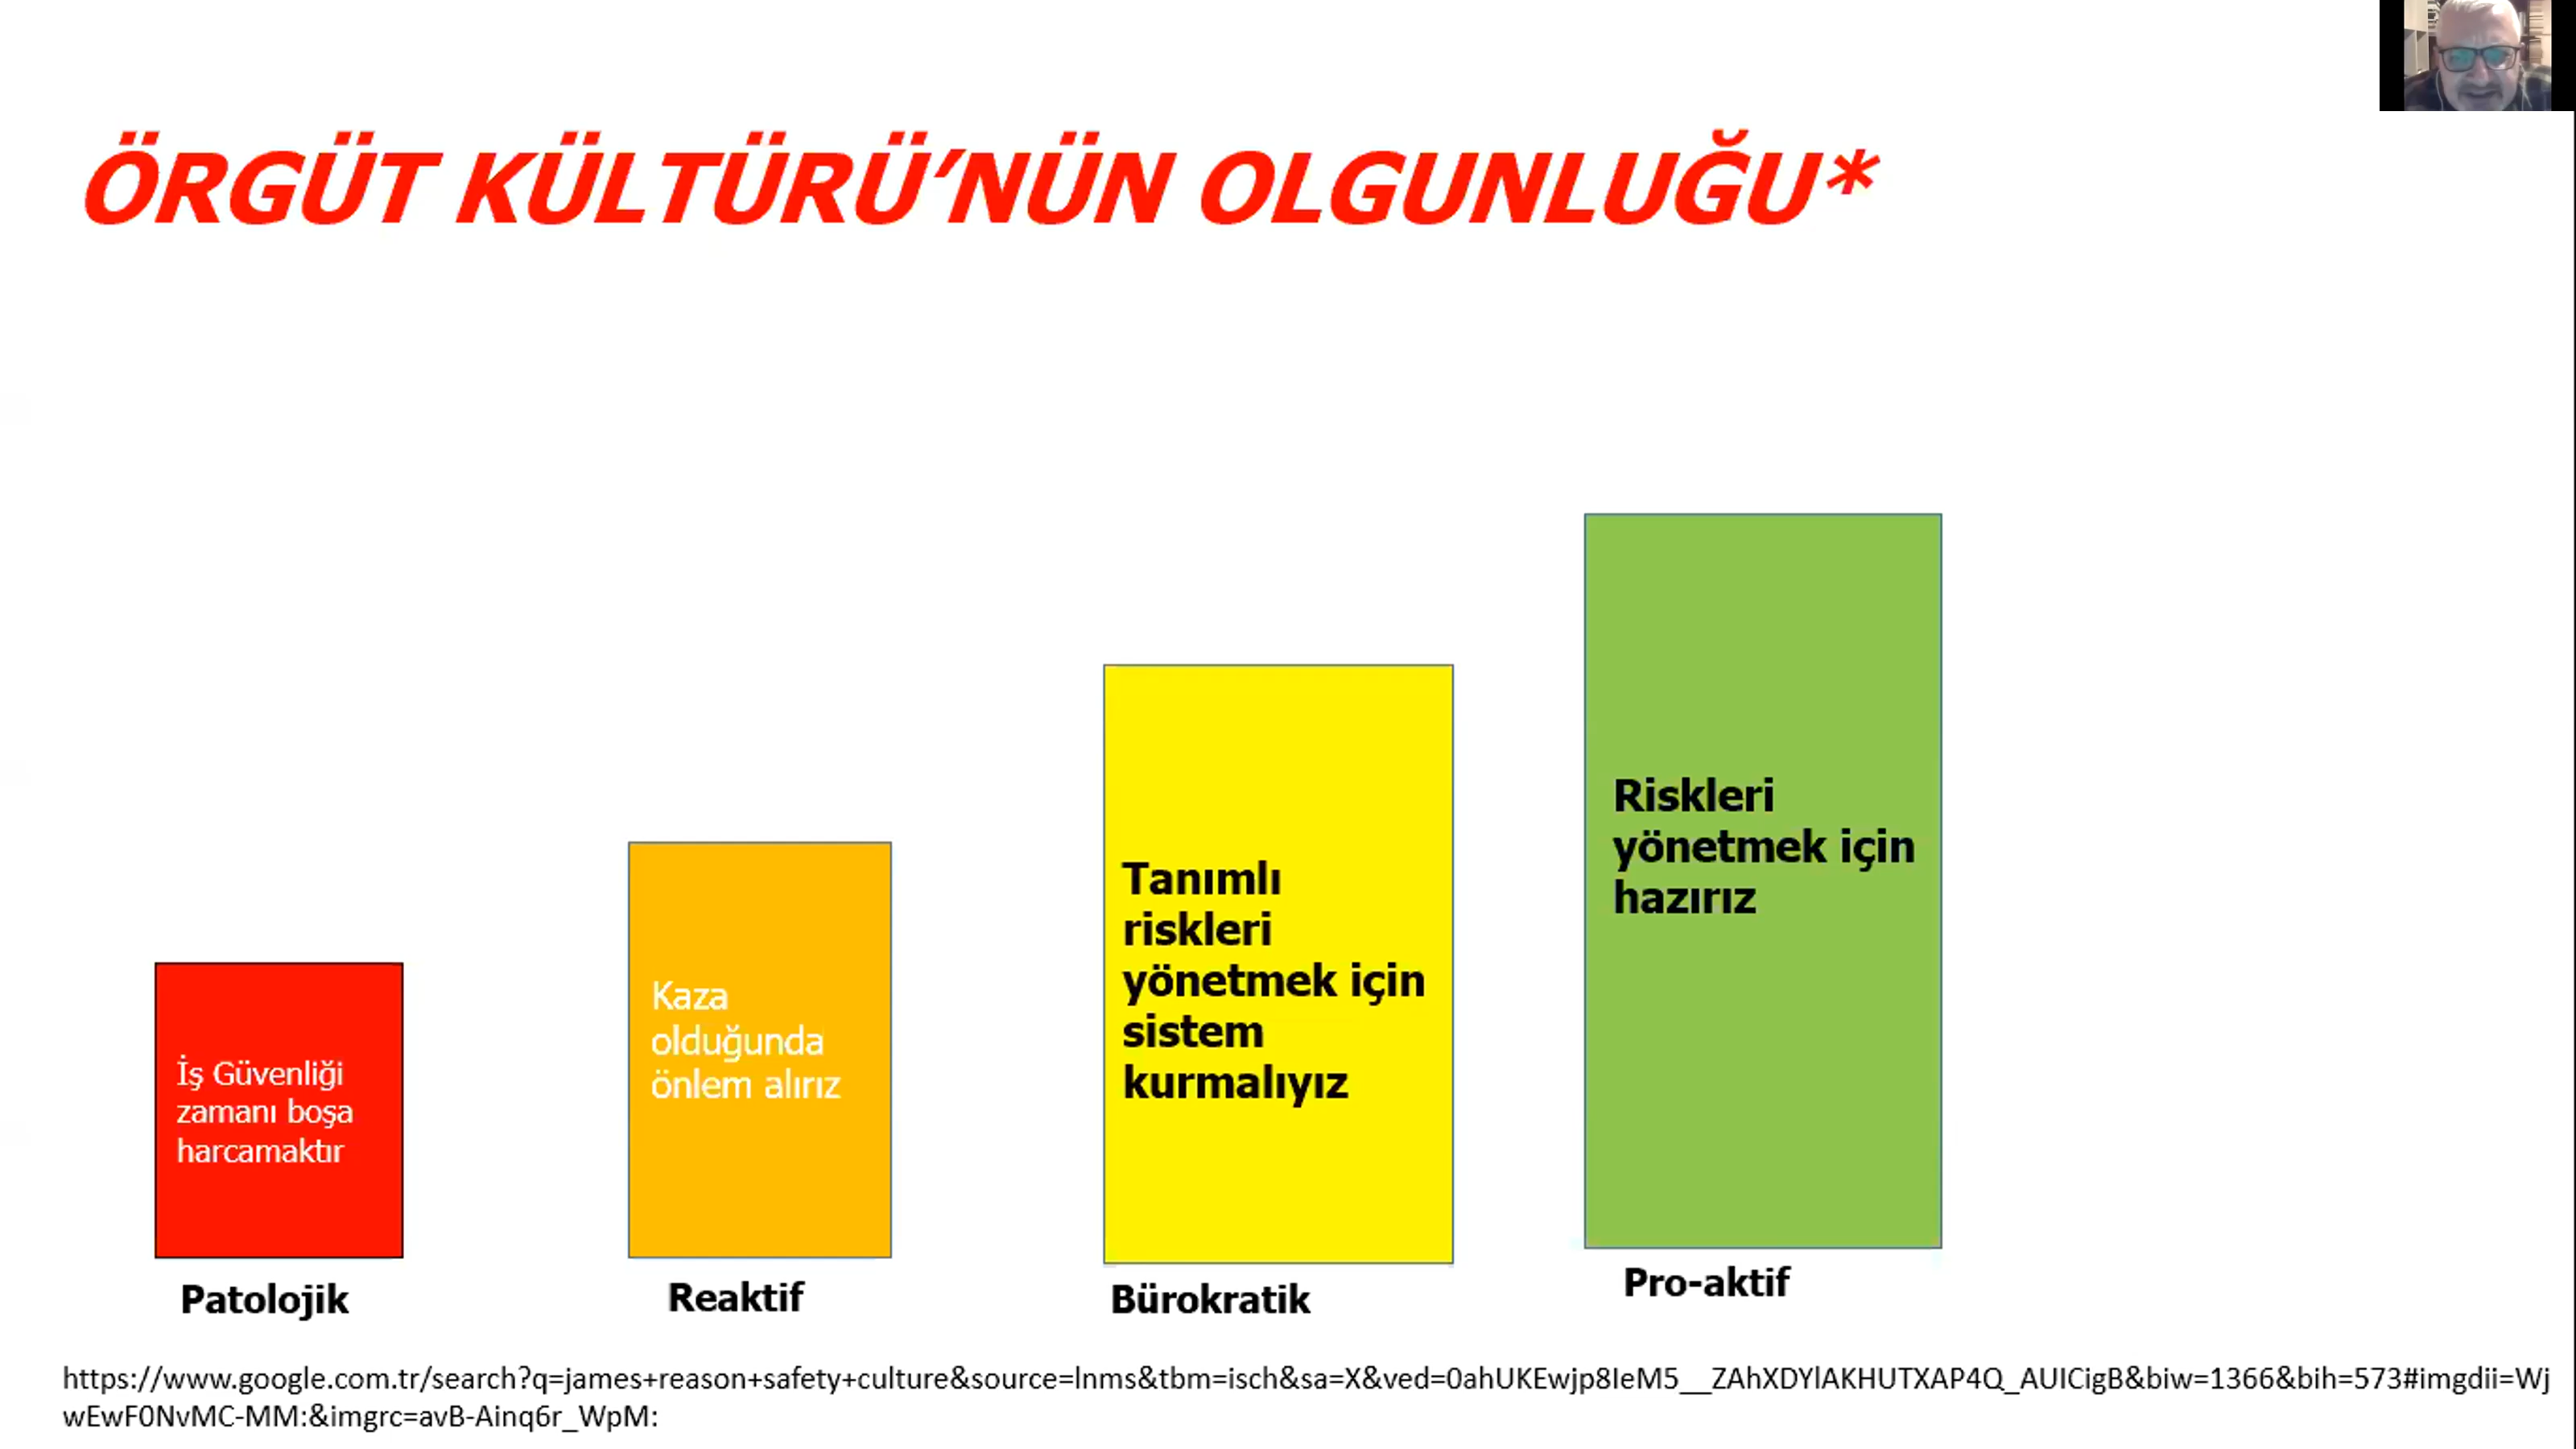 ÖRGÜT KÜLTÜRÜ’NÜN OLGUNLUĞU*
İş Güvenliği
zamanı boşa
harcamaktır
Patolojik
Kaza
olduğunda
önlem alırız
Reaktif
Tanımlı
riskleri
yönetmek için
sistem
kurmalıyız
Bürokratik
Riskleri
yönetmek için
hazırız
Pro-aktif
https://www.google.com.tr/search?q=james+reason+safety+culture&source=lnms&tbm=isch&sa=X&ved=0ahUKEwjp8IeM5__ZAhXDYlAKHUTXAP4Q_AUICigB&biw=1366&bih=573#imgdii=Wj
wEwF0NvMC-MM:&imgrc=avB-Ainq6r_WpM: